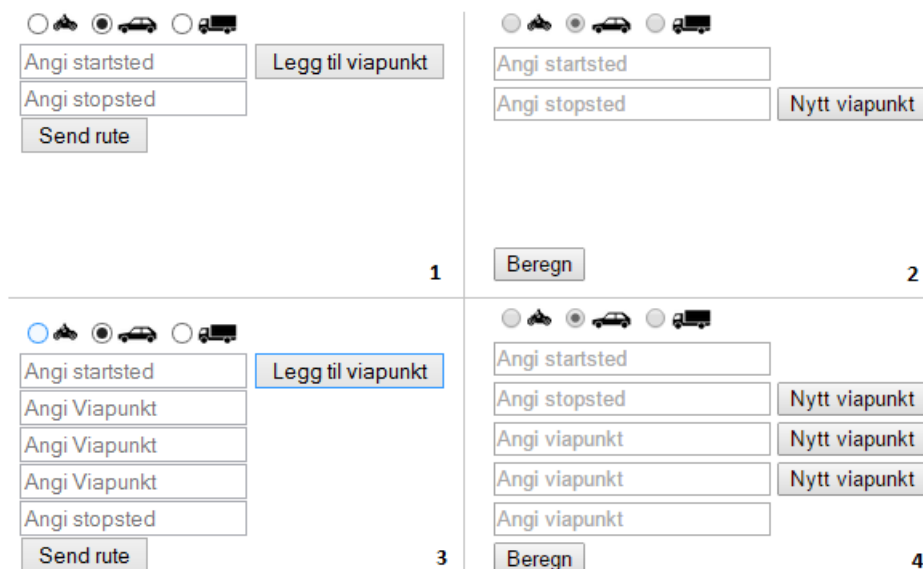 Angi startsted Legg til viapunkt
Angi stopsted
Send rute
1
Angi startsted
Angi stopsted Nytt viapunkt
Beregn
2
Angi startsted Legg til viapunkt
Angi Viapunkt
Angi Viapunkt
Angi Viapunkt
Angi stopsted
Send rute
3
Angi startsted
Angi stopsted Nytt viapunkt
Angi viapunkt Nytt viapunkt
Angi viapunkt Nytt viapunkt
Angi viapunkt
Beregn
4